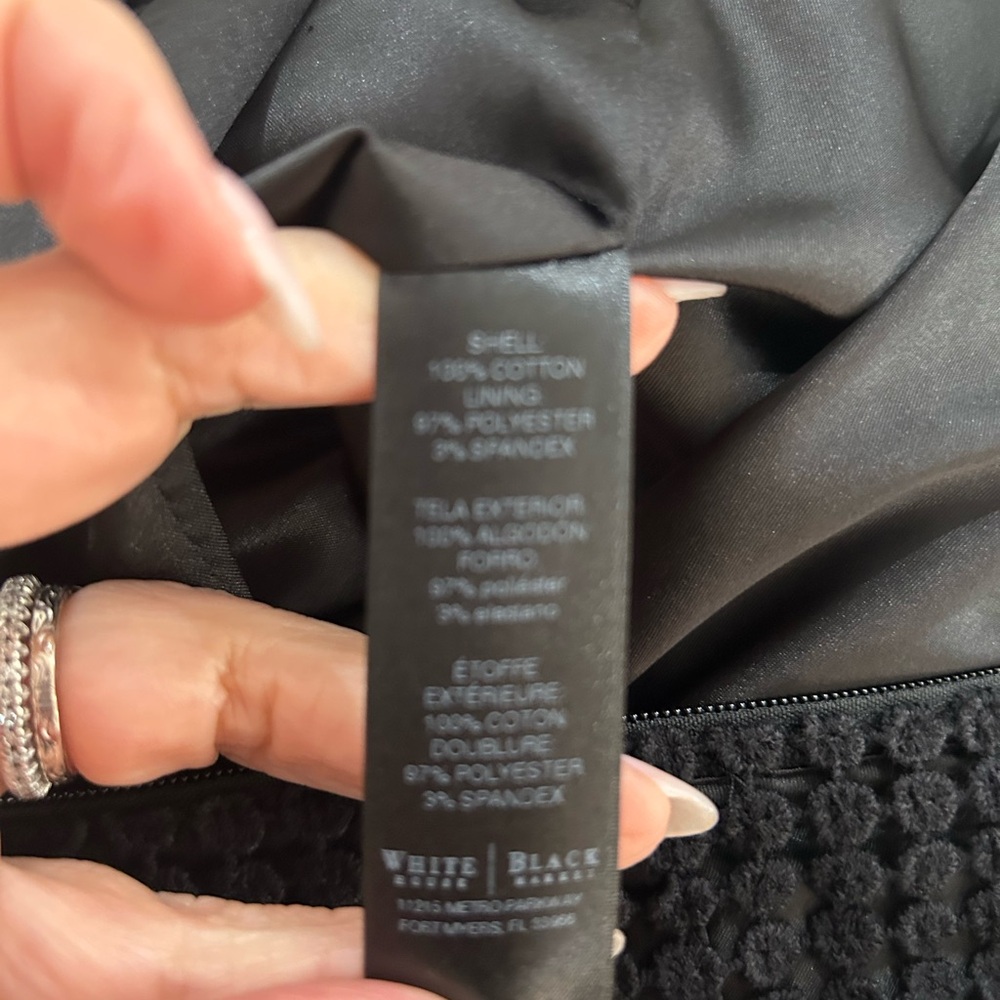 SHELL:
100% COTTON
LINING:
97% POLYESTER
3% SPANDEX
TELA EXTERIOR:
100% ALGODÓN
FORRO:
97% poliéster
3% elastano
ÉTOFFE
EXTÉRIEURE:
100% COTON
DOUBLURE:
97% POLYESTER
3% SPANDEX
WHITE | BLACK
HOUSE MARKET
11215 METRO PARKWAY
FORT MYERS, FL 33966